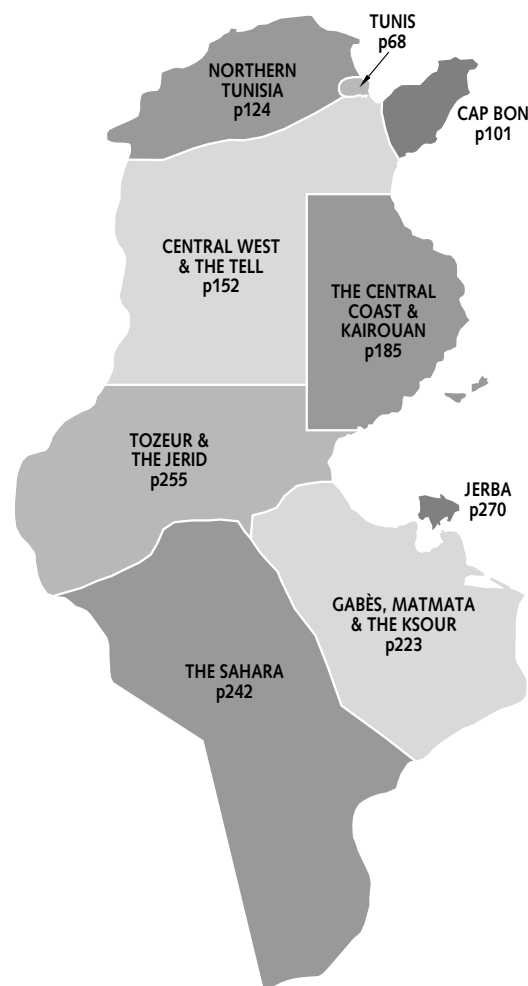 TUNIS
p68
NORTHERN
TUNISIA
p124
CAP BON
p101
CENTRAL WEST
& THE TELL
p152
THE CENTRAL
COAST &
KAIROUAN
p185
TOZEUR &
THE JERID
p255
JERBA
p270
GABÈS, MATMATA
& THE KSOUR
p223
THE SAHARA
p242